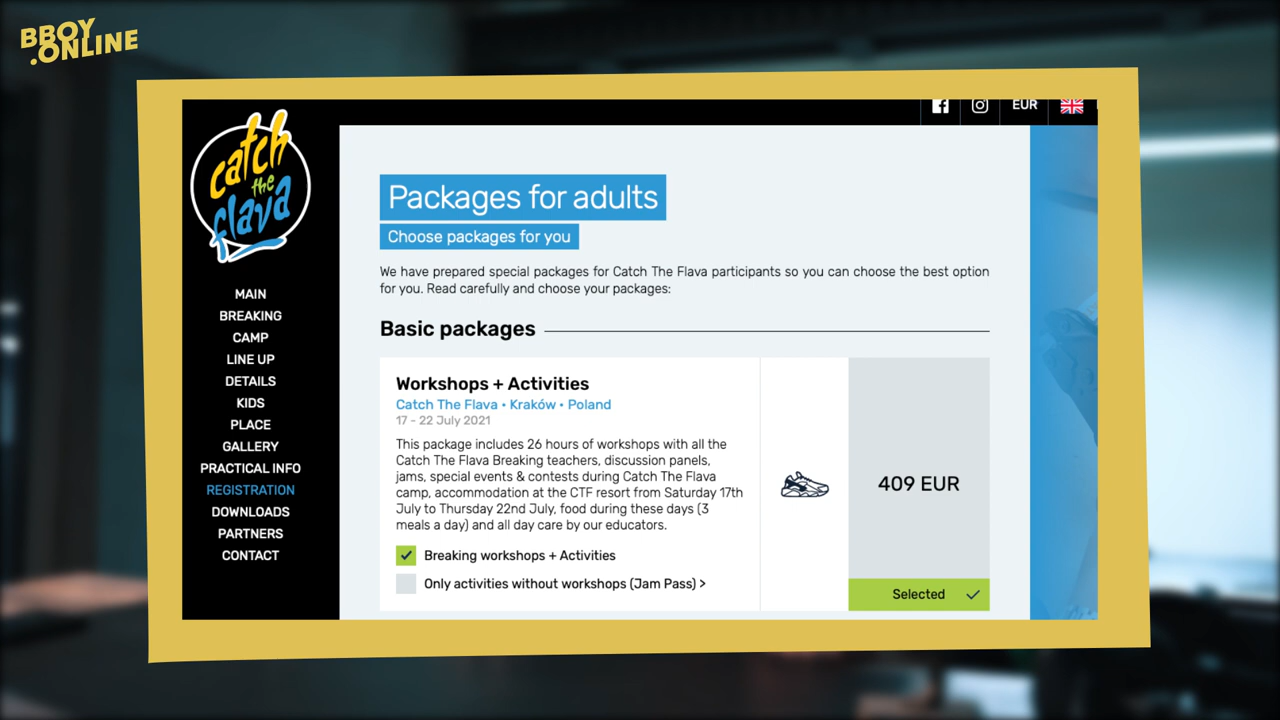 BBOY
.ONLINE
catch
the
flava
EUR
MAIN
BREAKING
CAMP
LINE UP
DETAILS
KIDS
PLACE
GALLERY
PRACTICAL INFO
REGISTRATION
DOWNLOADS
PARTNERS
CONTACT
Packages for adults
Choose packages for you
We have prepared special packages for Catch The Flava participants so you can choose the best option
for you. Read carefully and choose your packages:
Basic packages
Workshops + Activities
Catch The Flava • Kraków • Poland
17 - 22 July 2021
This package includes 26 hours of workshops with all the
Catch The Flava Breaking teachers, discussion panels,
jams, special events & contests during Catch The Flava
camp, accommodation at the CTF resort from Saturday 17th
July to Thursday 22nd July, food during these days (3
meals a day) and all day care by our educators.
Breaking workshops + Activities
Only activities without workshops (Jam Pass) >
409 EUR
Selected